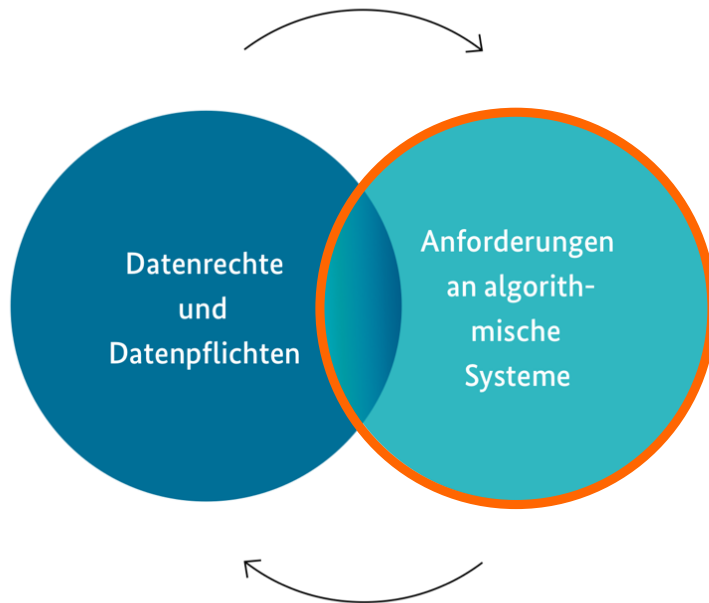 Datenrechte
und
Datenpflichten
Anforderungen
an algorith-
mische
Systeme